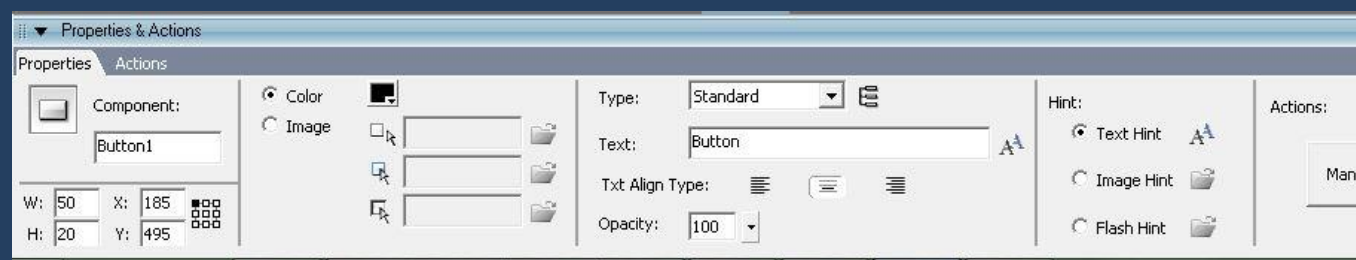 Properties & Actions
Properties Actions
Component:
Button1
W: 50 X: 185
H: 20 Y: 495
Color
Image
Type: Standard
Text: Button
Txt Align Type:
Opacity: 100
Hint:
Text Hint
Image Hint
Flash Hint
Actions:
Man